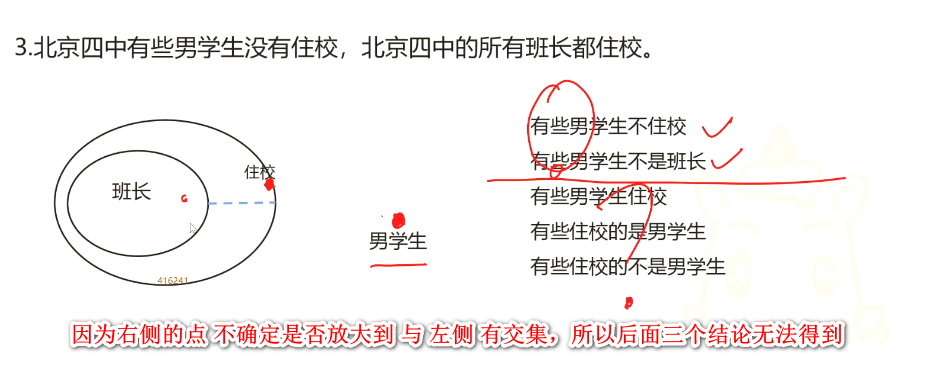 3.北京四中有些男学生没有住校，北京四中的所有班长都住校。
有些男学生不住校
住校
有些男学生不是班长
班长
有些男学生住校
男学生
有些住校的是男学生
有些住校的不是男学生
416241
因为右侧的点 不确定是否放大到 与 左侧 有交集，所以后面三个结论无法得到